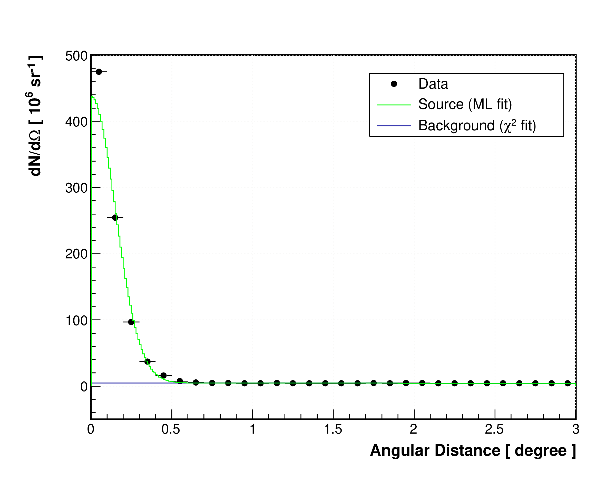 dN/dΩ [ 10⁶ sr⁻¹ ]
500
400
300
200
100
0
Data
Source (ML fit)
Background (χ² fit)
0
0.5
1
1.5
2
2.5
3
Angular Distance [ degree ]